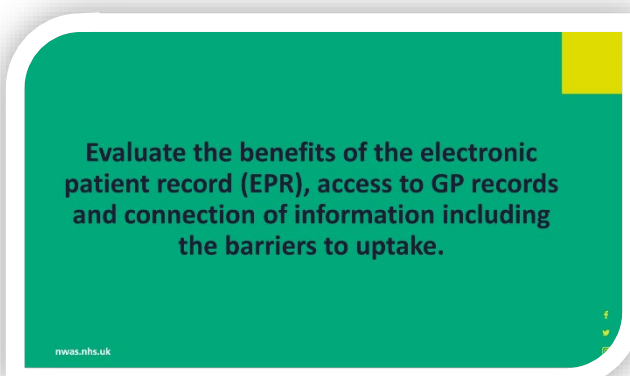 Evaluate the benefits of the electronic
patient record (EPR), access to GP records
and connection of information including
the barriers to uptake.
nwas.nhs.uk